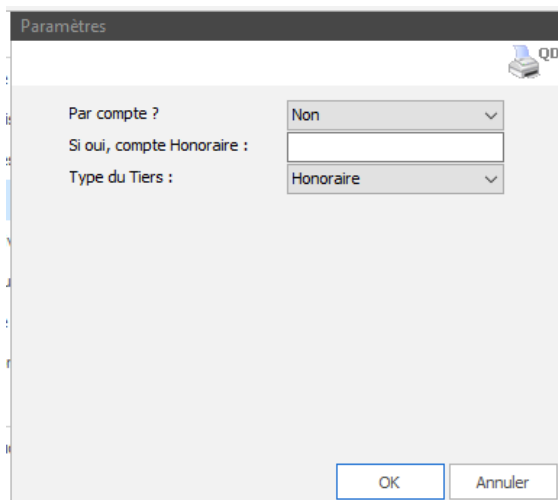 Paramètres
QD
Par compte ?
Non
Si oui, compte Honoraire :
Type du Tiers :
Honoraire
OK
Annuler